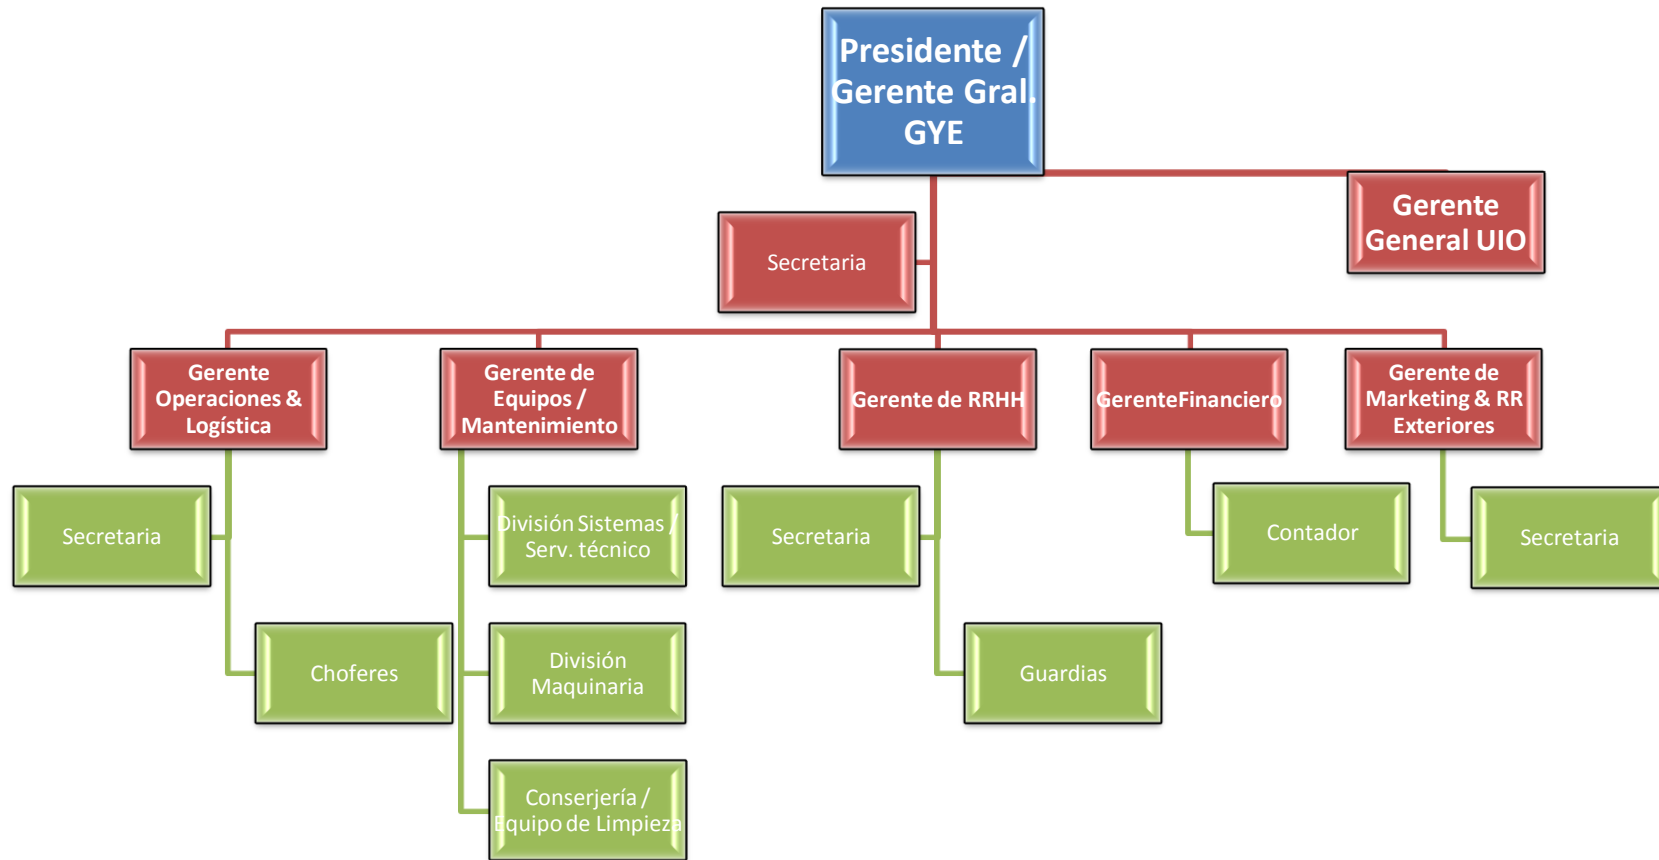 Presidente /
Gerente Gral.
GYE
Gerente
General UIO
Secretaria
Gerente
Operaciones &
Logística
Gerente de
Equipos /
Mantenimiento
Gerente de RRHH
GerenteFinanciero
Gerente de
Marketing & RR
Exteriores
Secretaria
División Sistemas /
Serv. técnico
Secretaria
Contador
Secretaria
Choferes
División
Maquinaria
Guardias
Conserjería /
Equipo de Limpieza